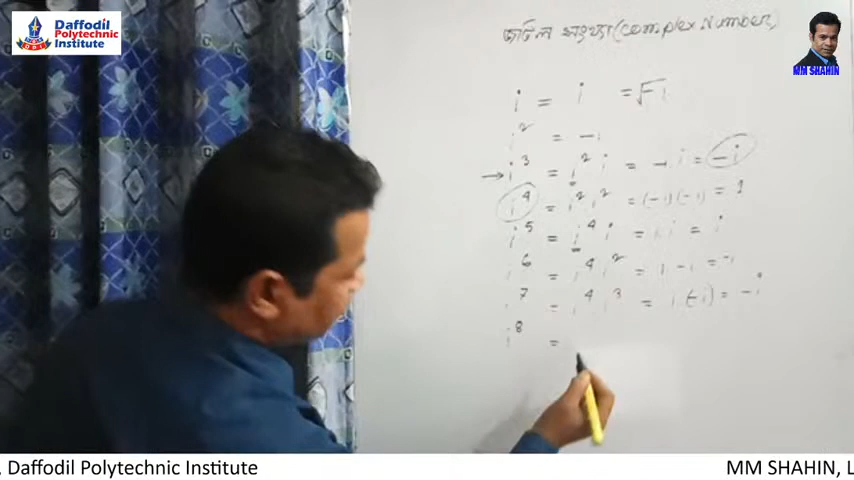 Daffodil
Polytechnic
Institute
MM SHAHIN
জটিল সংখ্যা (Complex Number)
i = i = √-1
i² = -1
→ i³ = i² i = -1. i = -i
i⁴ = i² i² = (-1)(-1) = 1
i⁵ = i⁴ i = 1. i = i
i⁶ = i⁴ i² = 1 -1 = -1
i⁷ = i⁴ i³ = 1(-i) = -i
i⁸ =
, Daffodil Polytechnic Institute
MM SHAHIN, L